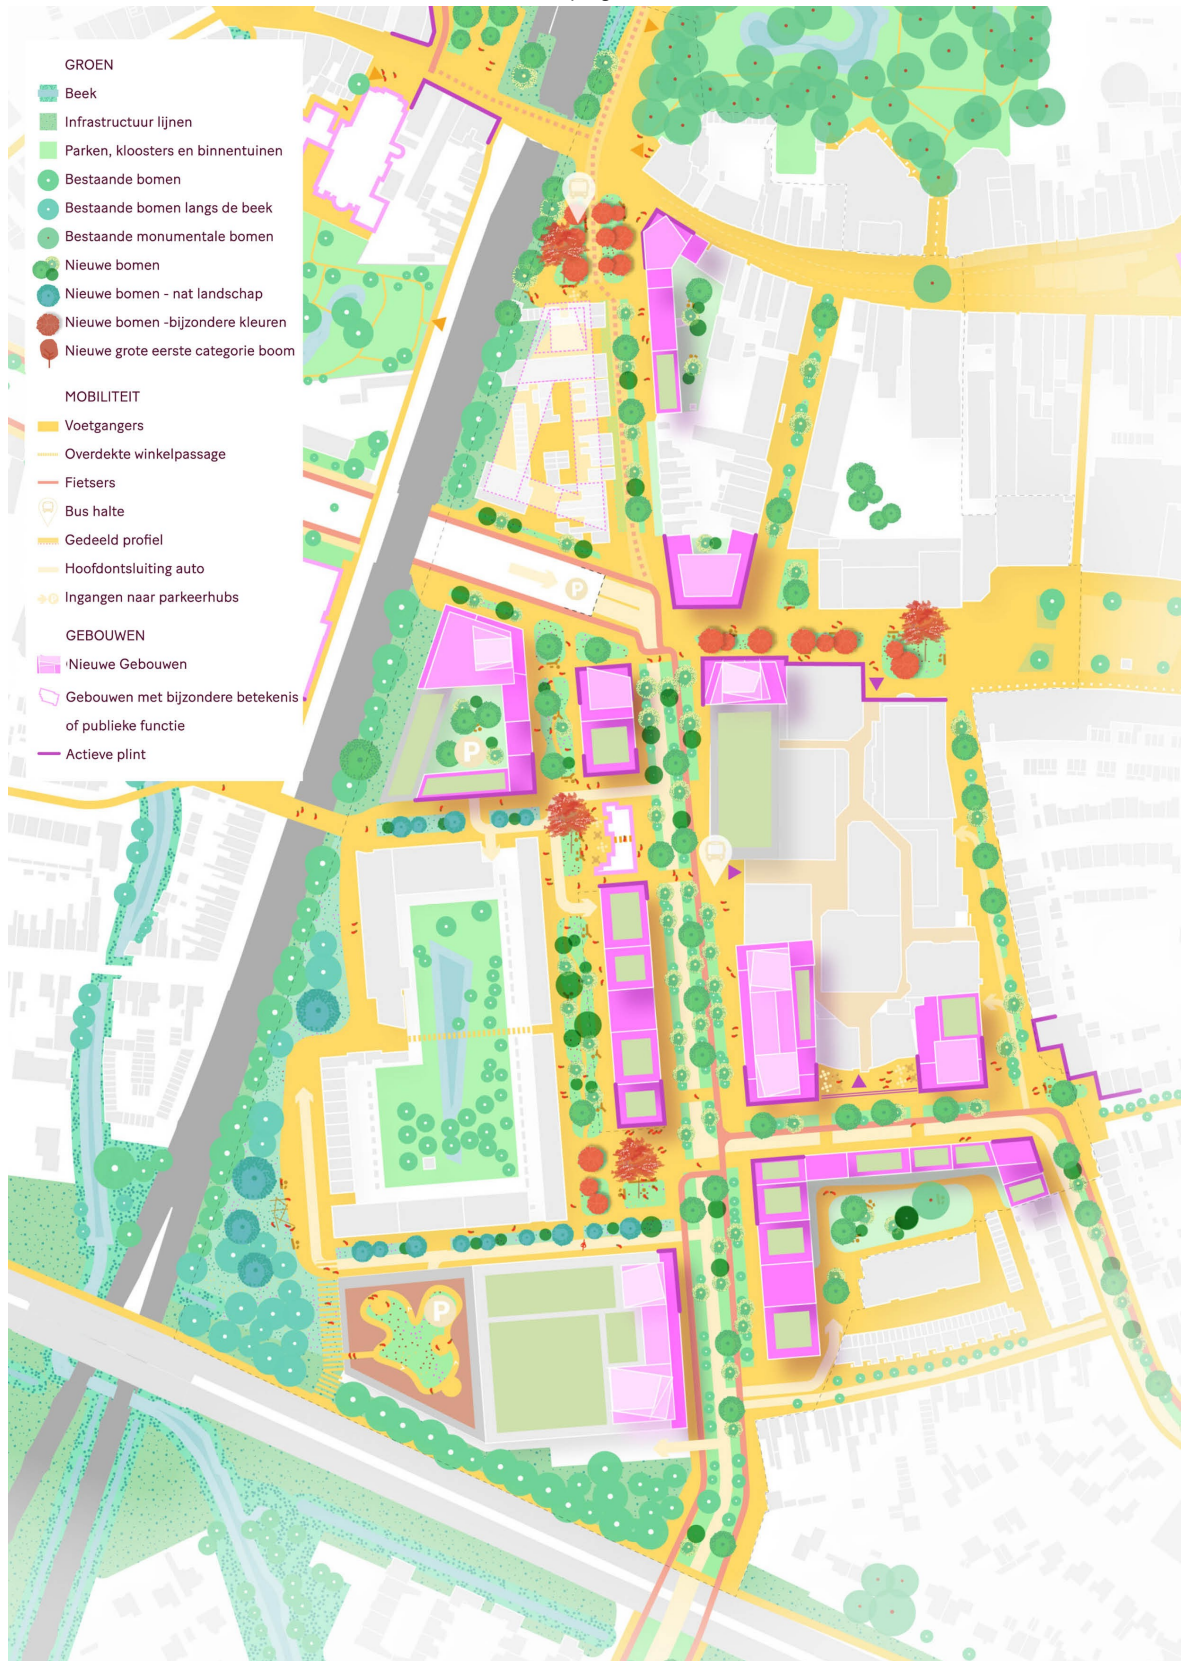 GROEN
Beek
Infrastructuur lijnen
Parken, kloosters en binnentuinen
Bestaande bomen
Bestaande bomen langs de beek
Bestaande monumentale bomen
Nieuwe bomen
Nieuwe bomen - nat landschap
Nieuwe bomen -bijzondere kleuren
Nieuwe grote eerste categorie boom
MOBILITEIT
Voetgangers
Overdekte winkelpassage
Fietsers
Bus halte
Gedeeld profiel
Hoofdontsluiting auto
Ingangen naar parkeerhubs
GEBOUWEN
Nieuwe Gebouwen
Gebouwen met bijzondere betekenis
of publieke functie
Actieve plint
P
P
P